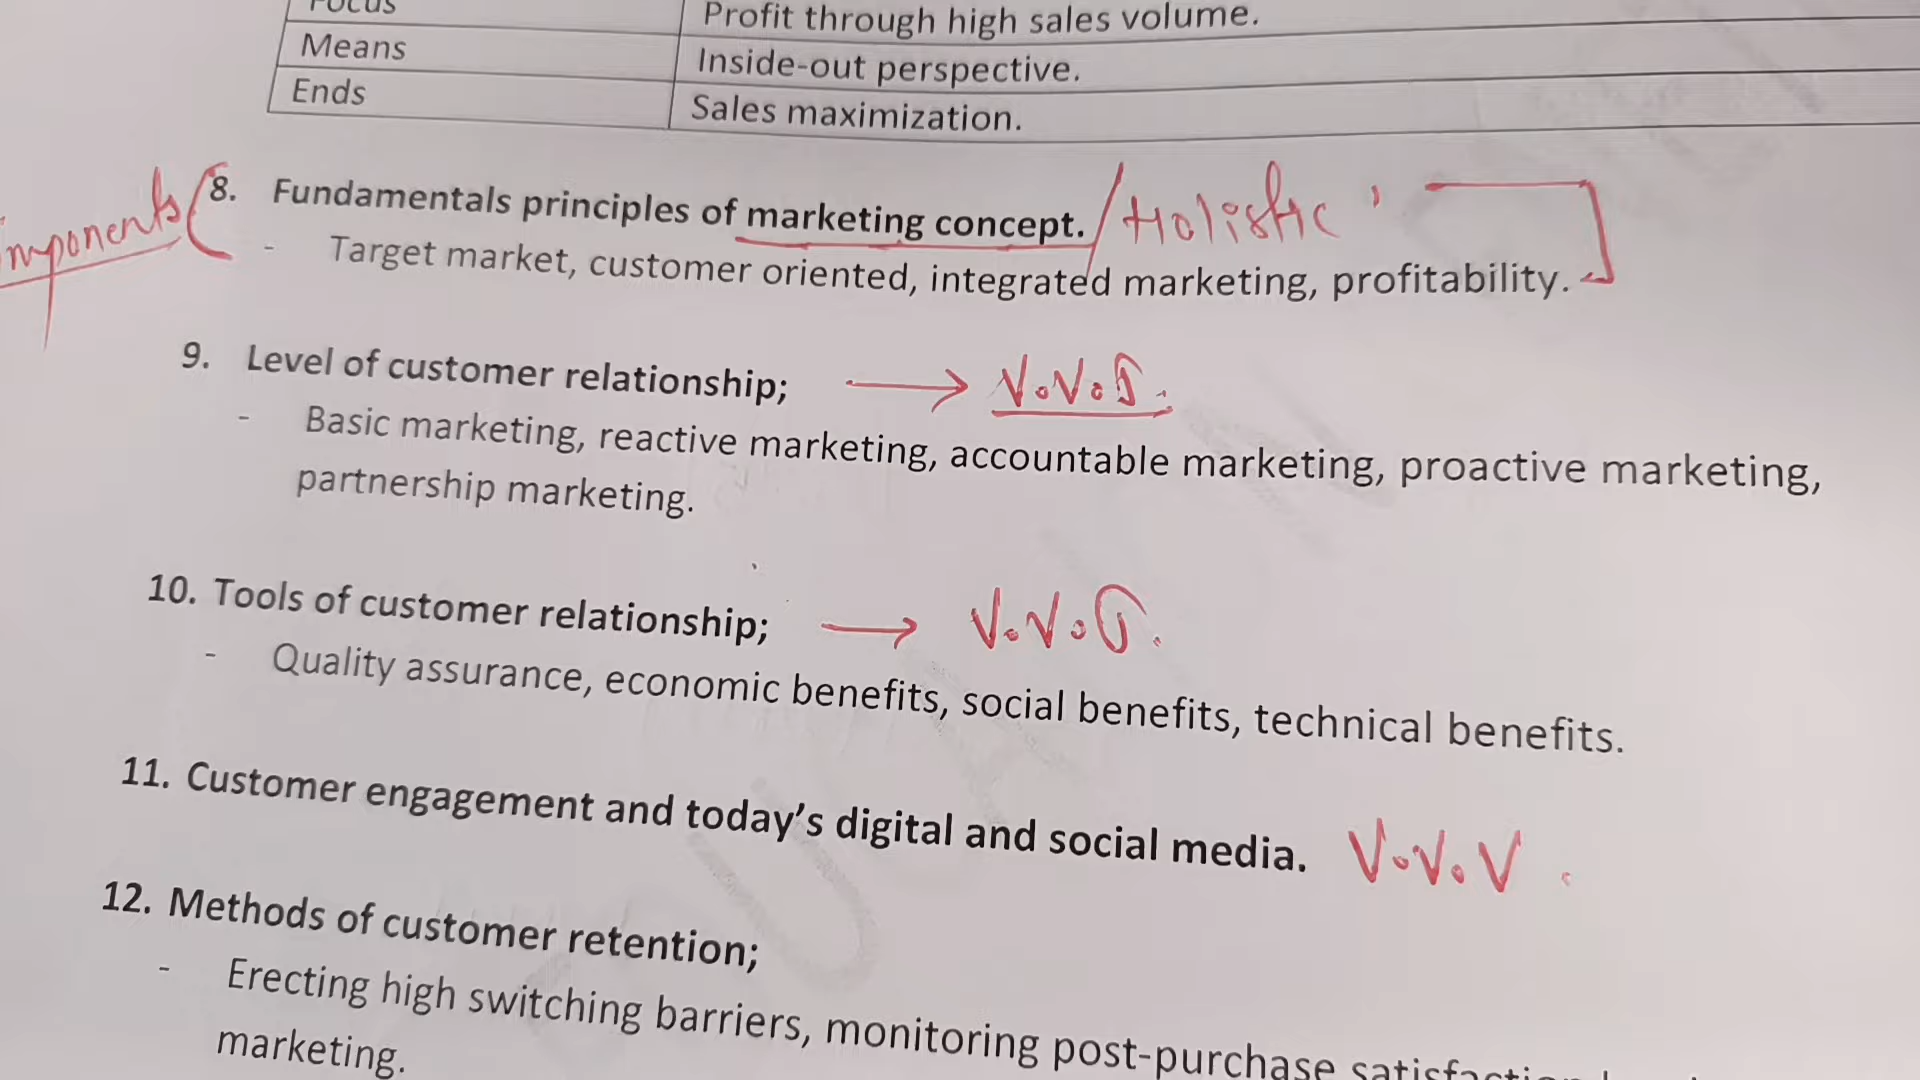 Focus Profit through high sales volume.
Means Inside-out perspective.
Ends Sales maximization.
8. Fundamentals principles of marketing concept. / Holistic
- Target market, customer oriented, integrated marketing, profitability.
9. Level of customer relationship; → V.V.I.
- Basic marketing, reactive marketing, accountable marketing, proactive marketing,
partnership marketing.
10. Tools of customer relationship; →
- Quality assurance, economic benefits, social benefits, technical benefits.
11. Customer engagement and today's digital and social media. V.V.V.
12. Methods of customer retention;
- Erecting high switching barriers, monitoring post-purchase
marketing.